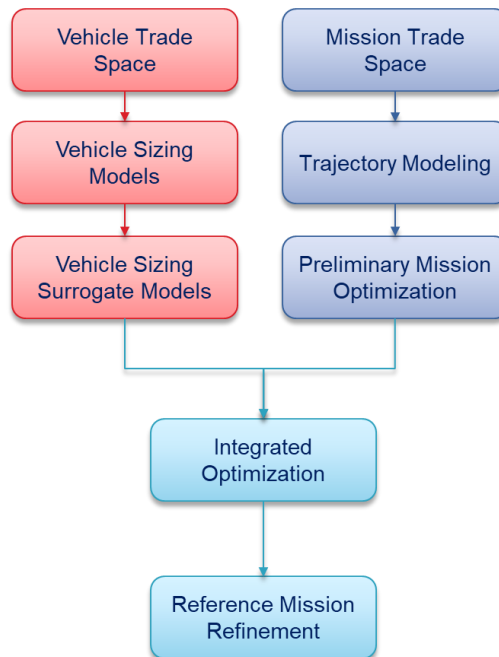 Vehicle Trade
Space
Mission Trade
Space
Vehicle Sizing
Models
Trajectory Modeling
Vehicle Sizing
Surrogate Models
Preliminary Mission
Optimization
Integrated
Optimization
Reference Mission
Refinement